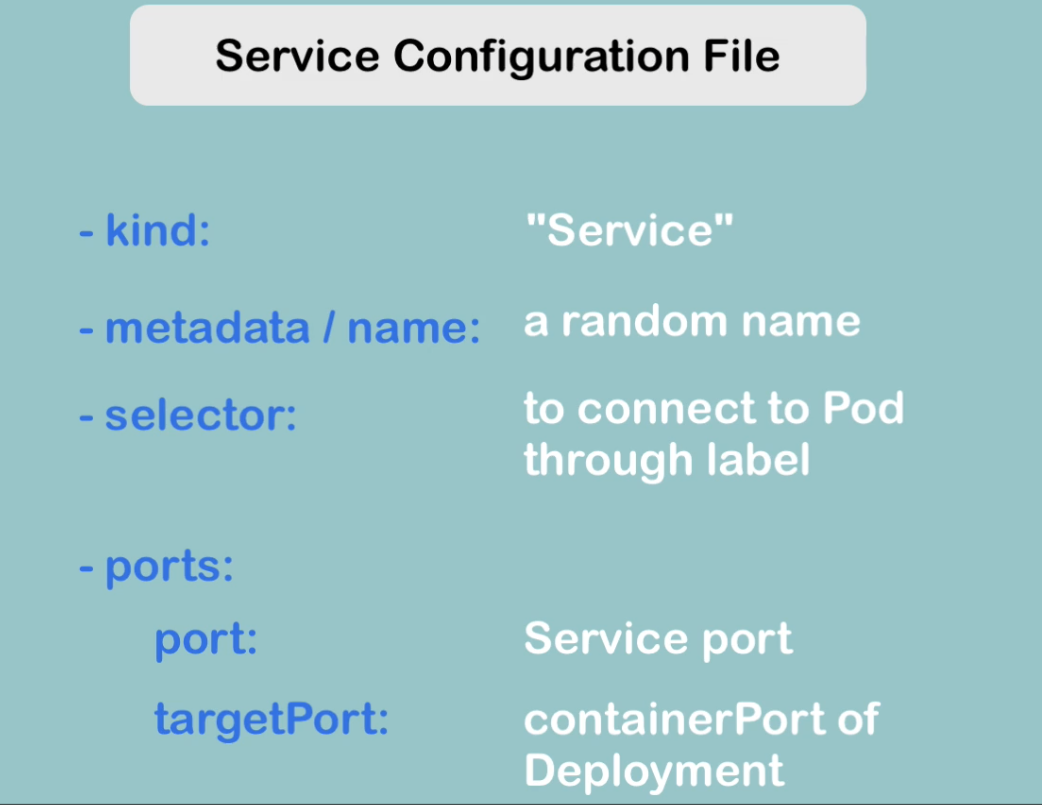 Service Configuration File
- kind: "Service"
- metadata / name: a random name
- selector: to connect to Pod
through label
- ports:
port: Service port
targetPort: containerPort of
Deployment